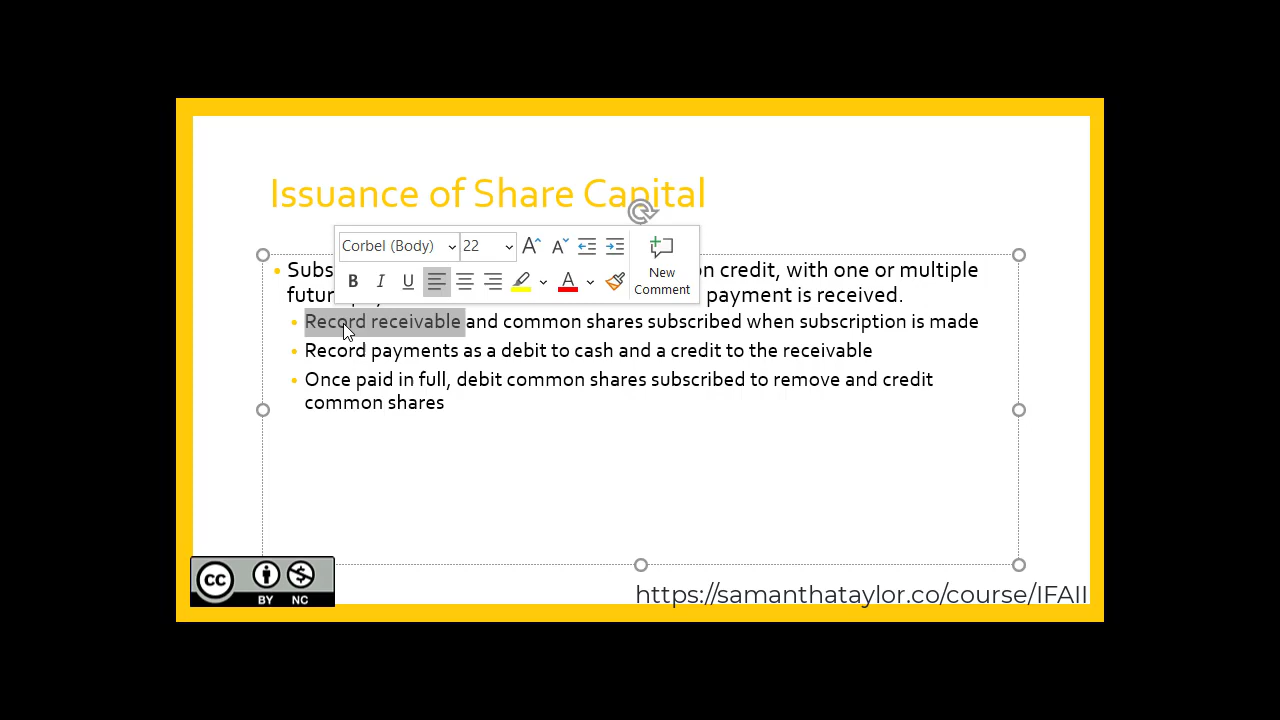 Issuance of Share Capital
Corbel (Body) 22
B I U A
New
Comment
on credit, with one or multiple
payment is received.
Record receivable and common shares subscribed when subscription is made
Record payments as a debit to cash and a credit to the receivable
Once paid in full, debit common shares subscribed to remove and credit
common shares
cc
BY NC
https://samanthataylor.co/course/IFAII